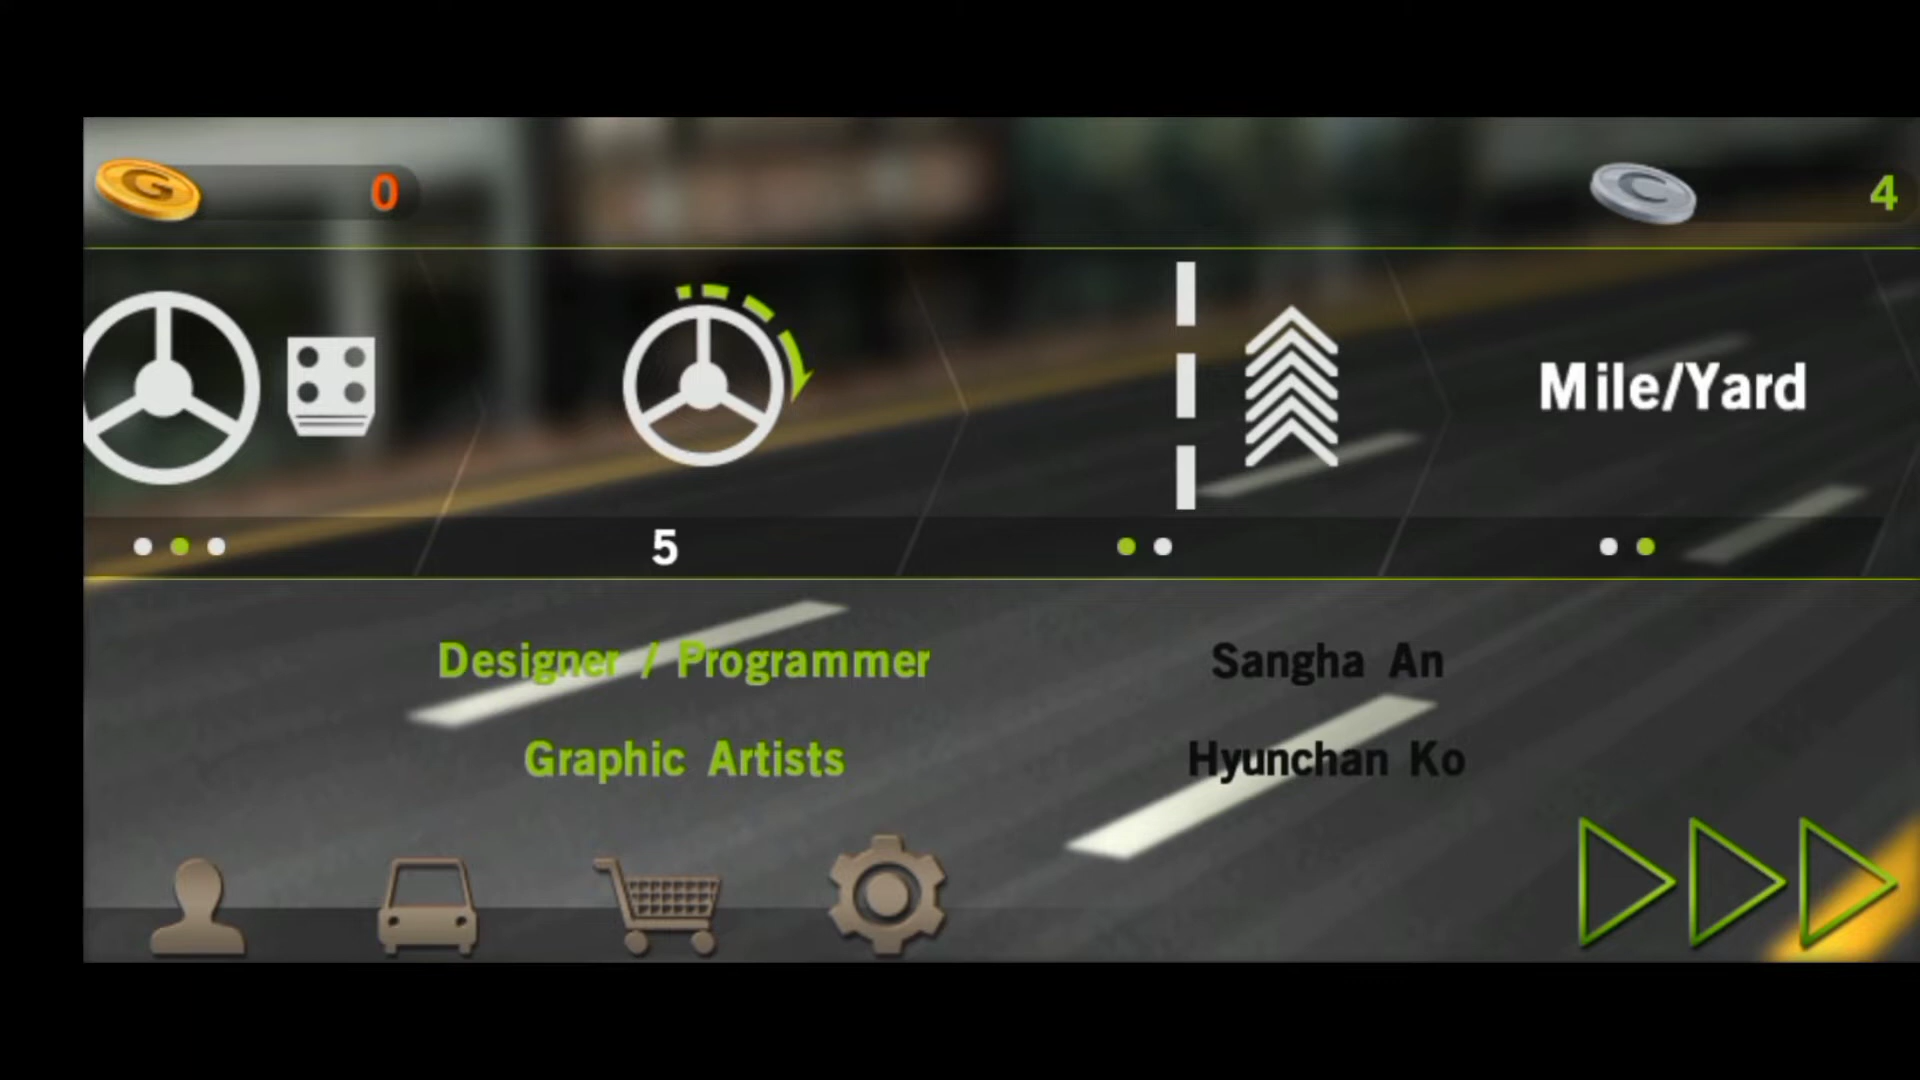 G 0
C 4
Mile/Yard
5
Designer / Programmer Sangha An
Graphic Artists Hyunchan Ko